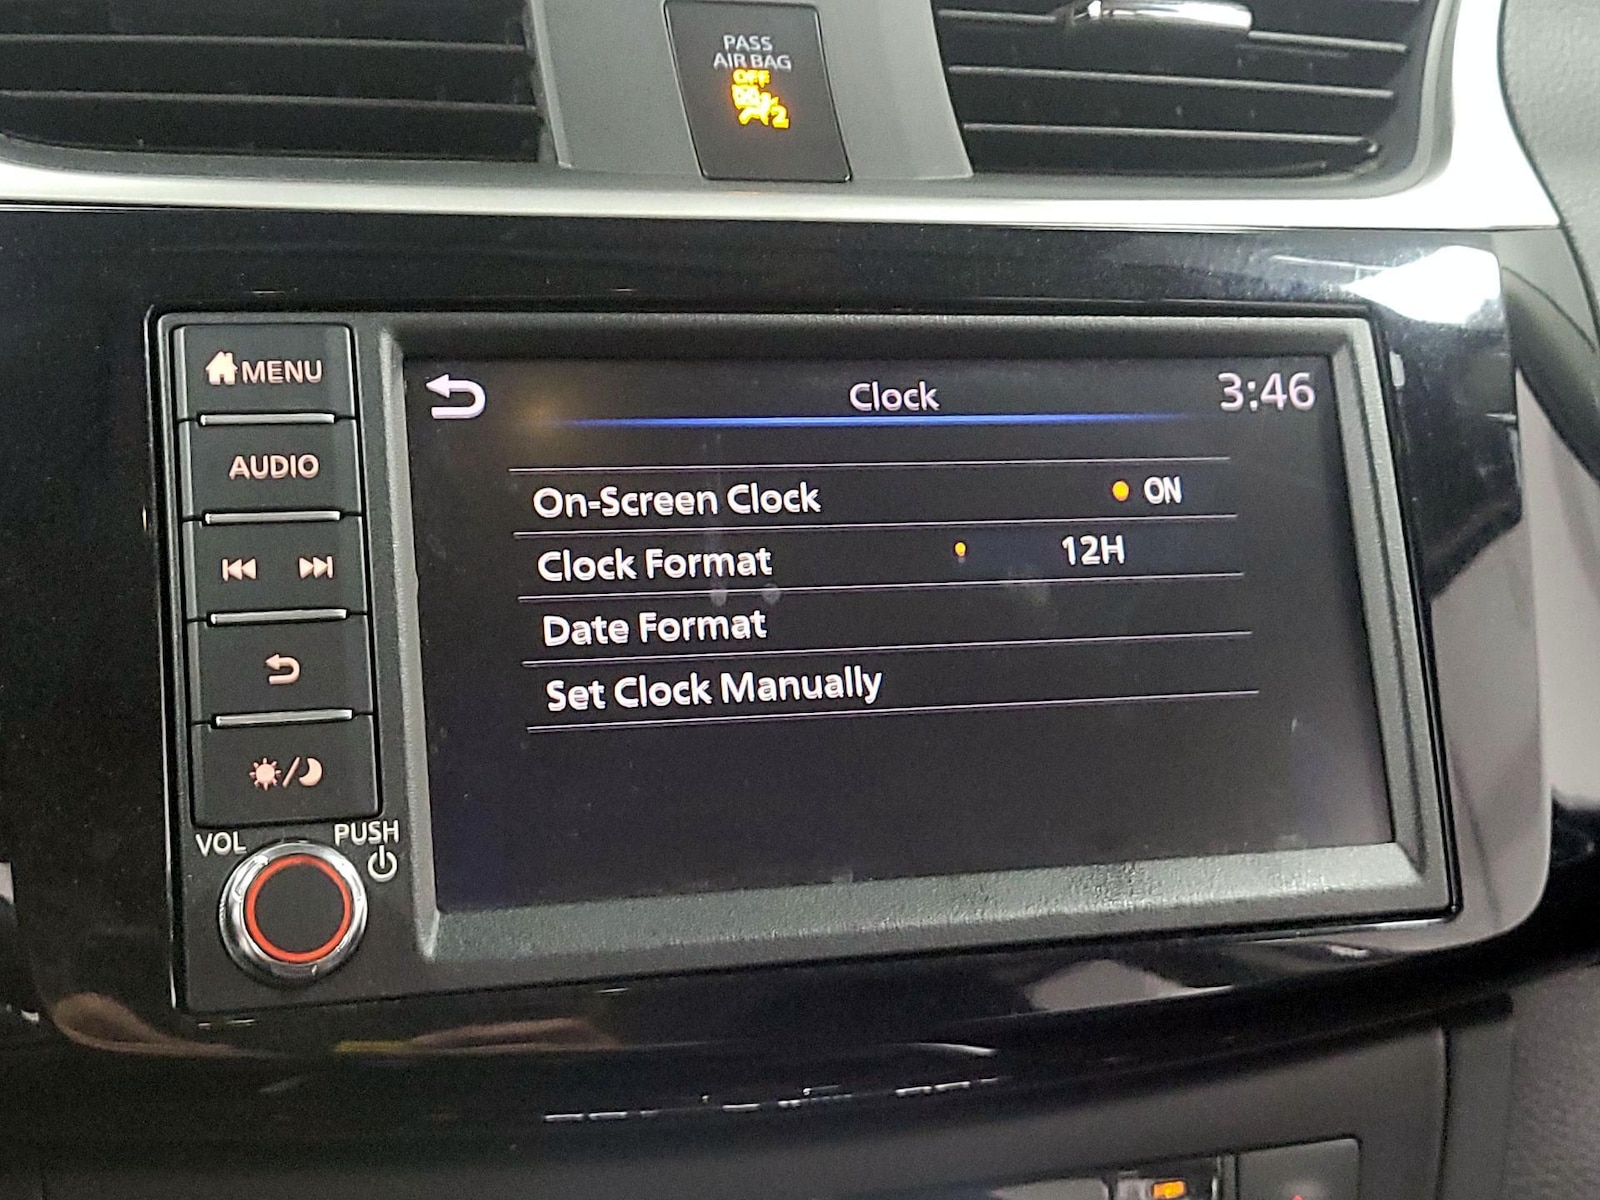 PASS
AIR BAG
OFF
2
MENU
AUDIO
VOL
PUSH
Clock
3:46
On-Screen Clock ON
Clock Format 12H
Date Format
Set Clock Manually